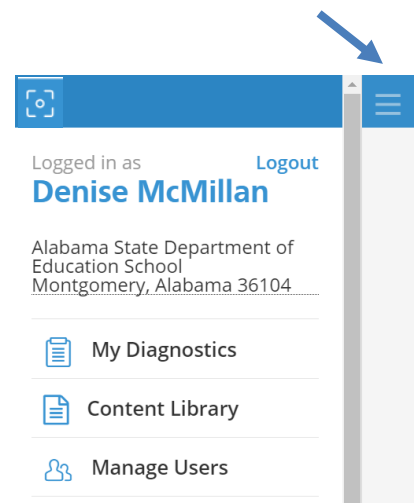 Logged in as Logout
Denise McMillan
Alabama State Department of
Education School
Montgomery, Alabama 36104
My Diagnostics
Content Library
Manage Users